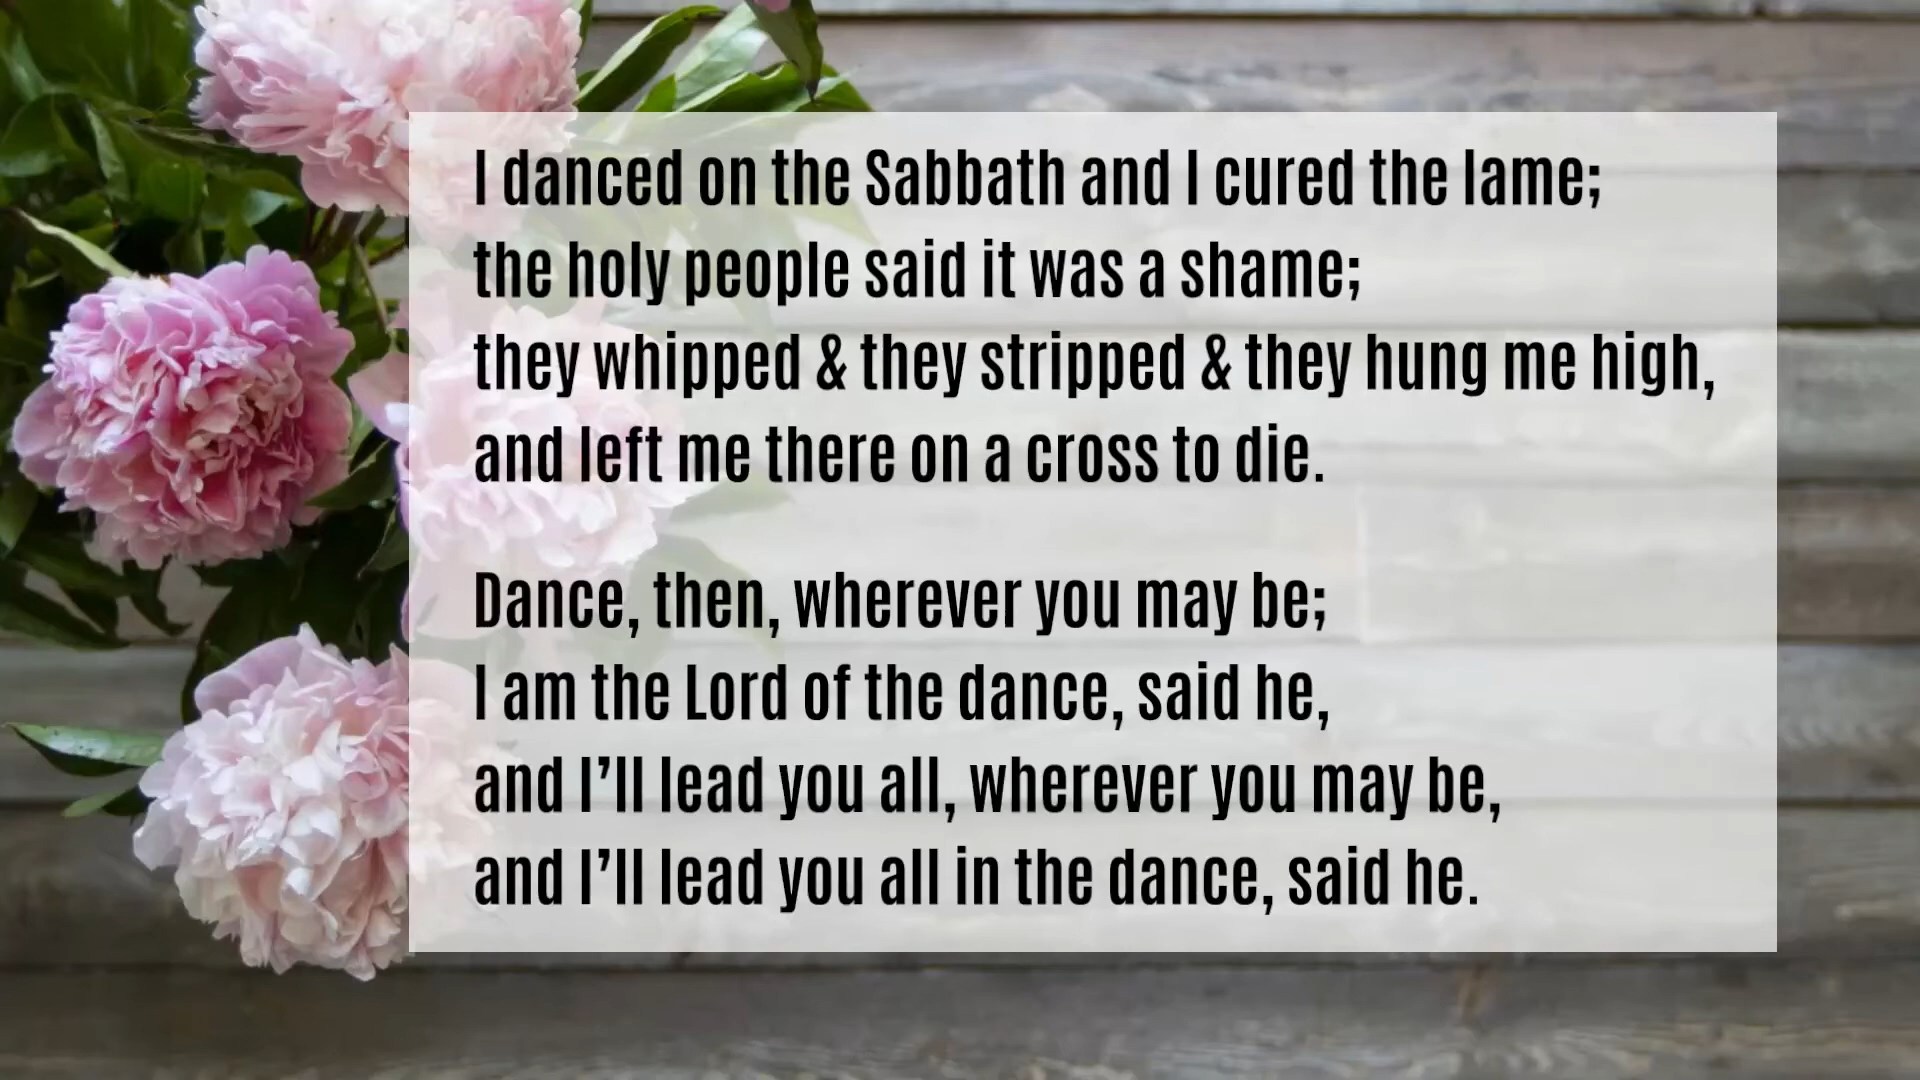 I danced on the Sabbath and I cured the lame;
the holy people said it was a shame;
they whipped & they stripped & they hung me high,
and left me there on a cross to die.
Dance, then, wherever you may be;
I am the Lord of the dance, said he,
and I’ll lead you all, wherever you may be,
and I’ll lead you all in the dance, said he.